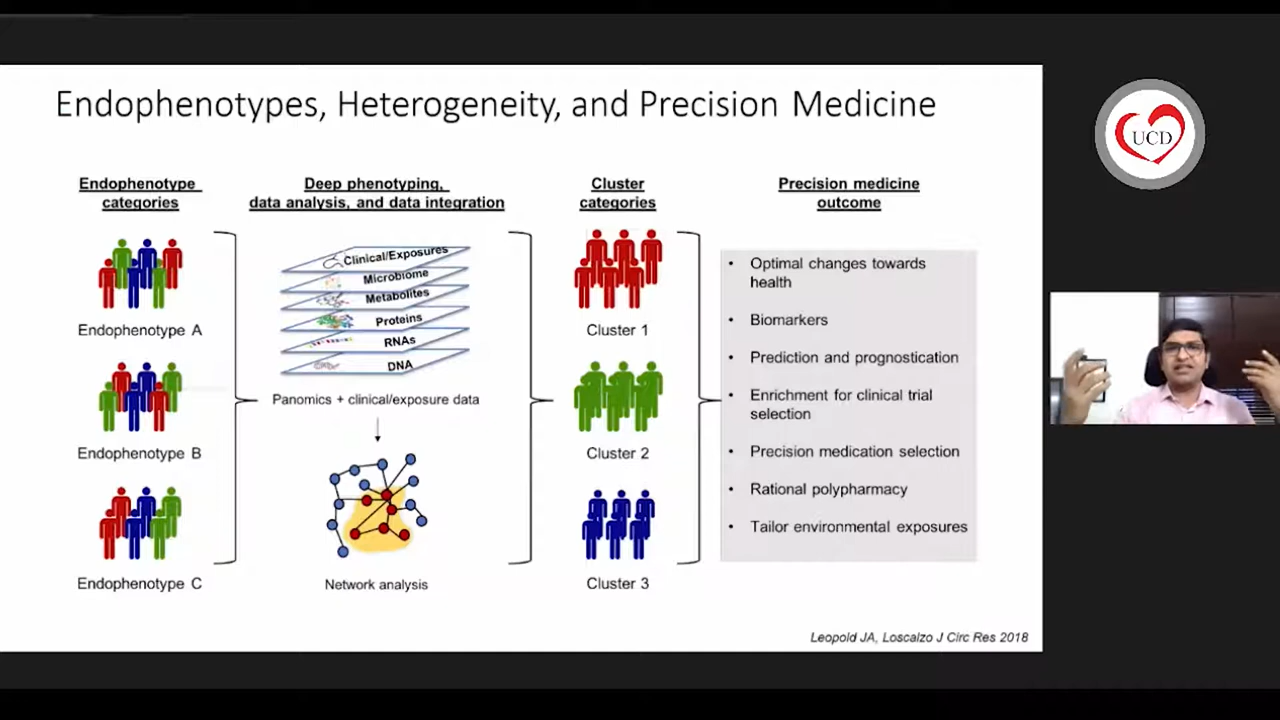 Endophenotypes, Heterogeneity, and Precision Medicine
UCD
Endophenotype
categories
Endophenotype A
Endophenotype B
Endophenotype C
Deep phenotyping,
data analysis, and data integration
Clinical/Exposures
Microbiome
Metabolites
Proteins
RNAs
DNA
Panomics + clinical/exposure data
Network analysis
Cluster
categories
Cluster 1
Cluster 2
Cluster 3
Precision medicine
outcome
• Optimal changes towards
health
• Biomarkers
• Prediction and prognostication
• Enrichment for clinical trial
selection
• Precision medication selection
• Rational polypharmacy
• Tailor environmental exposures
Leopold JA, Loscalzo J Circ Res 2018